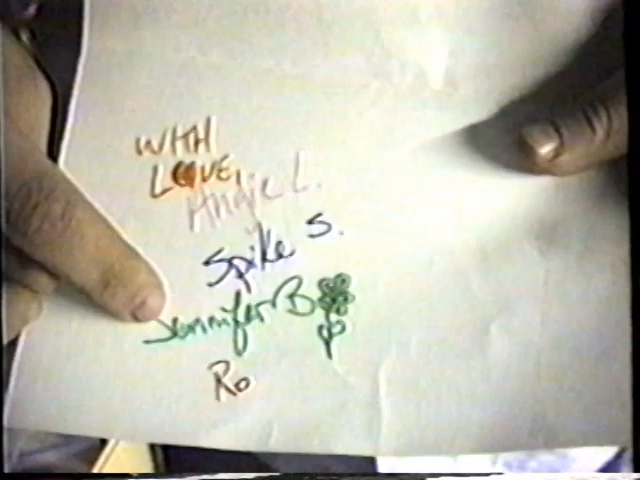 WITH
LOVE,
Angie L.
Spike S.
Jennifer B
Ro